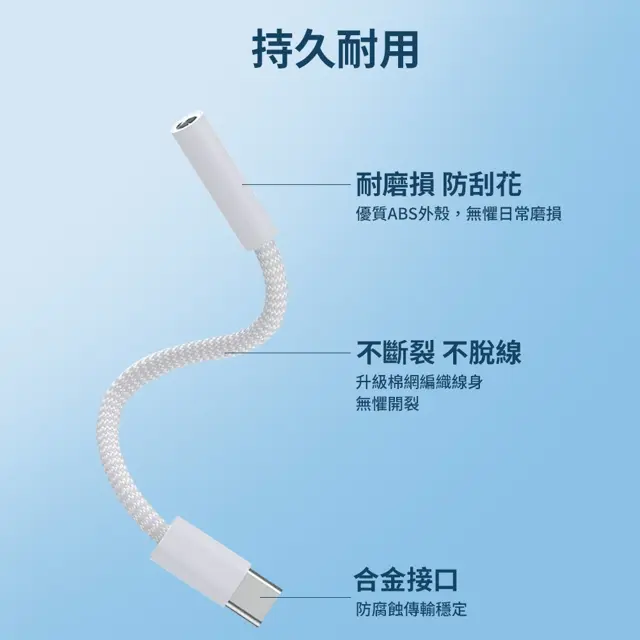 持久耐用
耐磨損 防刮花
優質ABS外殼，無懼日常磨損
不斷裂 不脫線
升級棉網編織線身
無懼開裂
合金接口
防腐蝕傳輸穩定